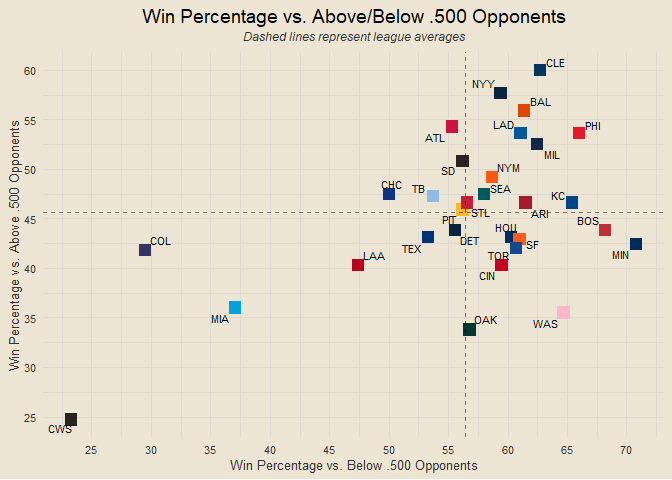 Win Percentage vs. Above/Below .500 Opponents
Dashed lines represent league averages
Win Percentage vs. Above .500 Opponents
60
55
50
45
40
35
30
25
CLE
NYY
BAL
LAD
PHI
ATL
MIL
SD
NYM
CHC
TB
SEA
KC
PIT
STL
ARI
BOS
HOU
COL
TEX
DET
SF
MIN
LAA
TOR
CIN
MIA
OAK
WAS
CWS
25 30 35 40 45 50 55 60 65 70
Win Percentage vs. Below .500 Opponents